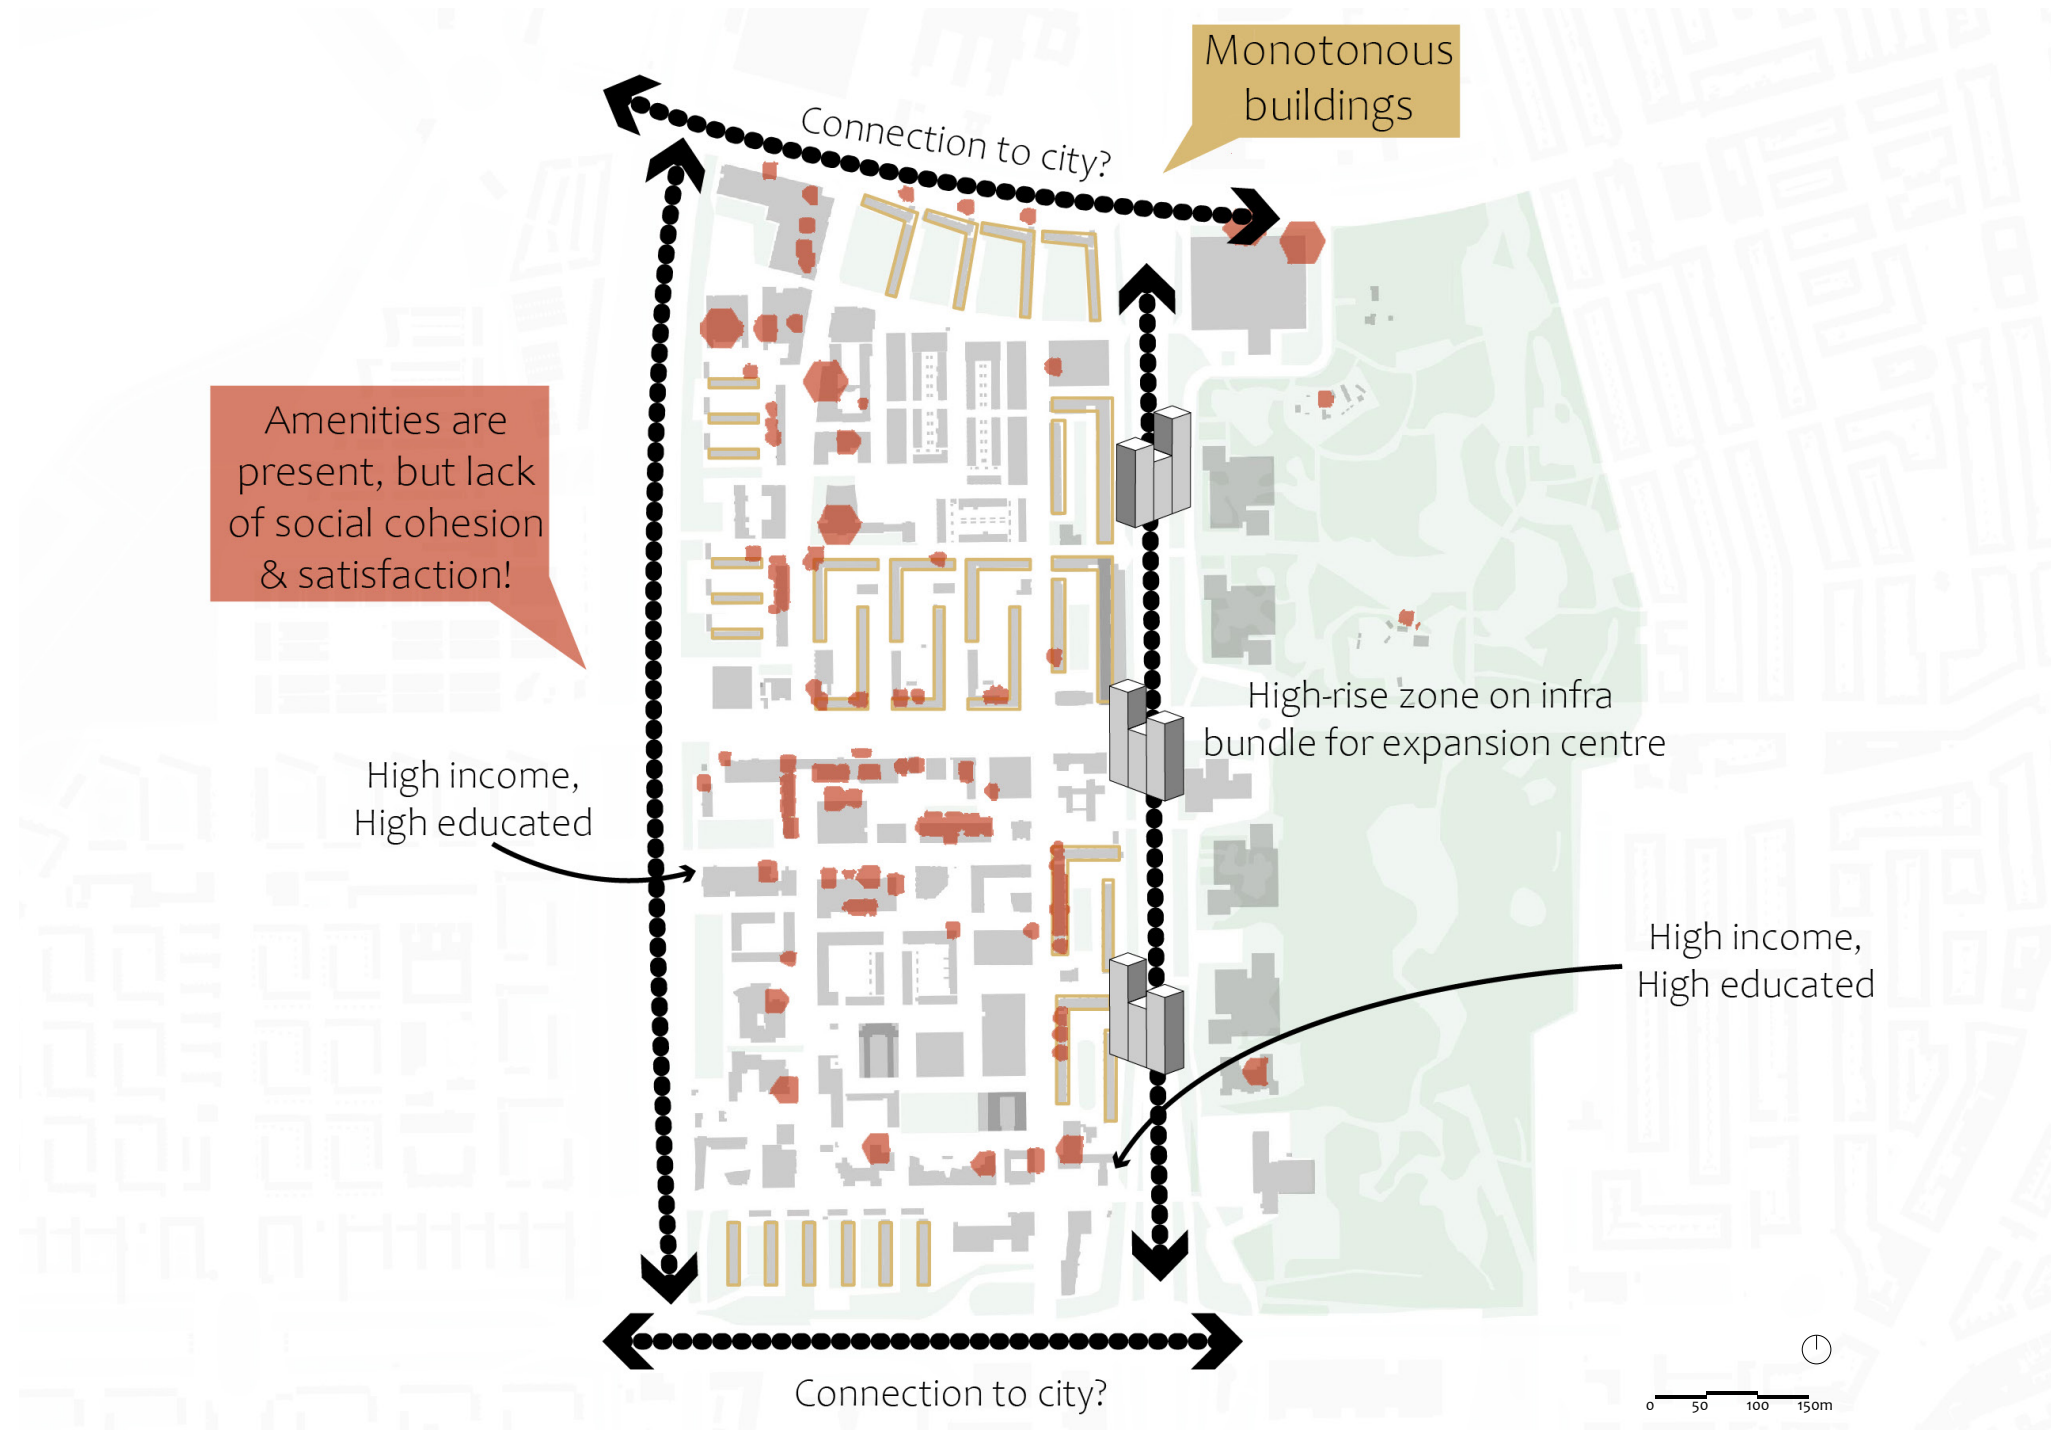 Monotonous
buildings
Connection to city?
Amenities are
present, but lack
of social cohesion
& satisfaction!
High-rise zone on infra
bundle for expansion centre
High income,
High educated
High income,
High educated
Connection to city?
0 50 100 150m